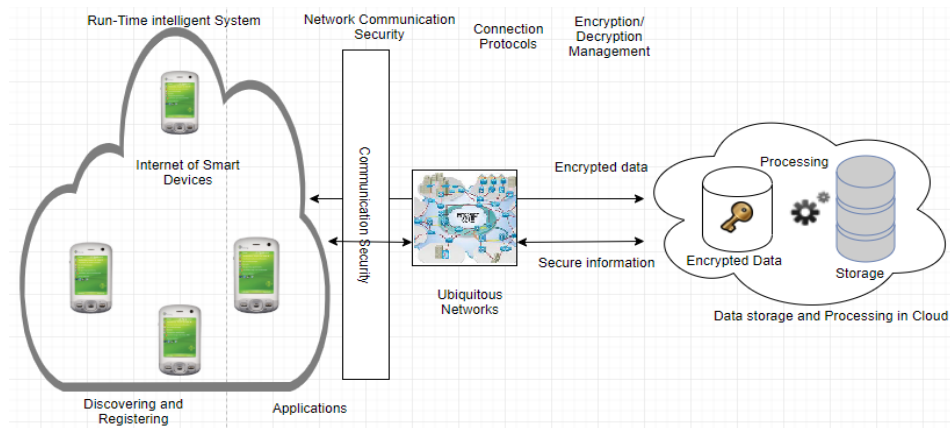 Run-Time intelligent System
Network Communication
Security
Connection
Protocols
Encryption/
Decryption
Management
Internet of Smart
Devices
Communication Security
Encrypted data
Secure information
Ubiquitous
Networks
Processing
Encrypted Data
Storage
Data storage and Processing in Cloud
Discovering and
Registering
Applications